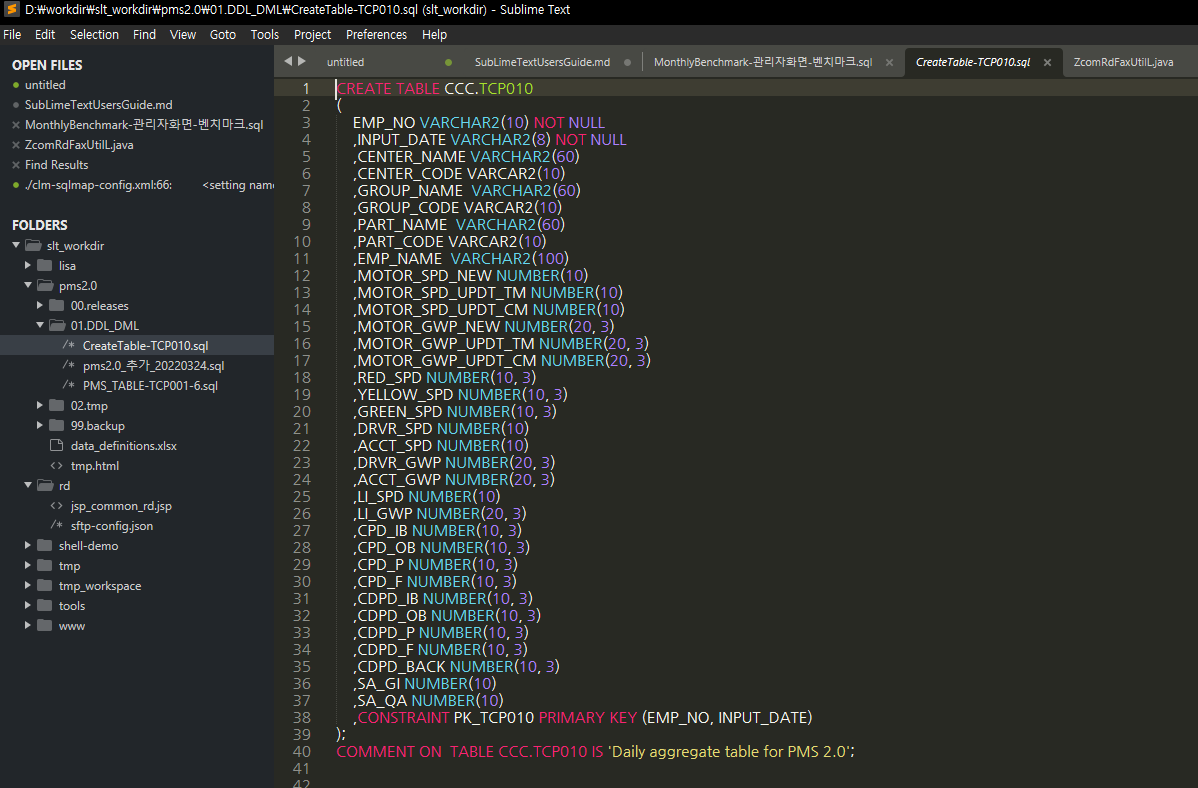 D:₩workdir₩slt_workdir₩pms2.0₩01.DDL_DML₩CreateTable-TCP010.sql (slt_workdir) - Sublime Text
File Edit Selection Find View Goto Tools Project Preferences Help
OPEN FILES
untitled
SubLimeTextUsersGuide.md
MonthlyBenchmark-관리자화면-벤치마크.sql
ZcomRdFaxUtilL.java
Find Results
./clm-sqlmap-config.xml:66: <setting name
FOLDERS
slt_workdir
lisa
pms2.0
00.releases
01.DDL_DML
/* CreateTable-TCP010.sql
/* pms2.0_추가_20220324.sql
/* PMS_TABLE-TCP001-6.sql
02.tmp
99.backup
data_definitions.xlsx
<> tmp.html
rd
<> jsp_common_rd.jsp
/* sftp-config.json
shell-demo
tmp
tmp_workspace
tools
www
untitled SubLimeTextUsersGuide.md MonthlyBenchmark-관리자화면-벤치마크.sql CreateTable-TCP010.sql ZcomRdFaxUtilL.java
1 CREATE TABLE CCC.TCP010
2 (
3 EMP_NO VARCHAR2(10) NOT NULL
4 ,INPUT_DATE VARCHAR2(8) NOT NULL
5 ,CENTER_NAME VARCHAR2(60)
6 ,CENTER_CODE VARCAR2(10)
7 ,GROUP_NAME  VARCHAR2(60)
8 ,GROUP_CODE VARCAR2(10)
9 ,PART_NAME  VARCHAR2(60)
10 ,PART_CODE VARCAR2(10)
11 ,EMP_NAME  VARCHAR2(100)
12 ,MOTOR_SPD_NEW NUMBER(10)
13 ,MOTOR_SPD_UPDT_TM NUMBER(10)
14 ,MOTOR_SPD_UPDT_CM NUMBER(10)
15 ,MOTOR_GWP_NEW NUMBER(20, 3)
16 ,MOTOR_GWP_UPDT_TM NUMBER(20, 3)
17 ,MOTOR_GWP_UPDT_CM NUMBER(20, 3)
18 ,RED_SPD NUMBER(10, 3)
19 ,YELLOW_SPD NUMBER(10, 3)
20 ,GREEN_SPD NUMBER(10, 3)
21 ,DRVR_SPD NUMBER(10)
22 ,ACCT_SPD NUMBER(10)
23 ,DRVR_GWP NUMBER(20, 3)
24 ,ACCT_GWP NUMBER(20, 3)
25 ,LI_SPD NUMBER(10)
26 ,LI_GWP NUMBER(20, 3)
27 ,CPD_IB NUMBER(10, 3)
28 ,CPD_OB NUMBER(10, 3)
29 ,CPD_P NUMBER(10, 3)
30 ,CPD_F NUMBER(10, 3)
31 ,CDPD_IB NUMBER(10, 3)
32 ,CDPD_OB NUMBER(10, 3)
33 ,CDPD_P NUMBER(10, 3)
34 ,CDPD_F NUMBER(10, 3)
35 ,CDPD_BACK NUMBER(10, 3)
36 ,SA_GI NUMBER(10)
37 ,SA_QA NUMBER(10)
38 ,CONSTRAINT PK_TCP010 PRIMARY KEY (EMP_NO, INPUT_DATE)
39 );
40 COMMENT ON  TABLE CCC.TCP010 IS 'Daily aggregate table for PMS 2.0';
41
42